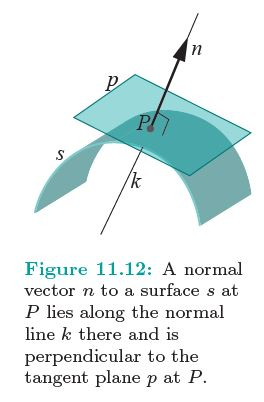 n
p
P
s
k
Figure 11.12: A normal
vector n to a surface s at
P lies along the normal
line k there and is
perpendicular to the
tangent plane p at P.